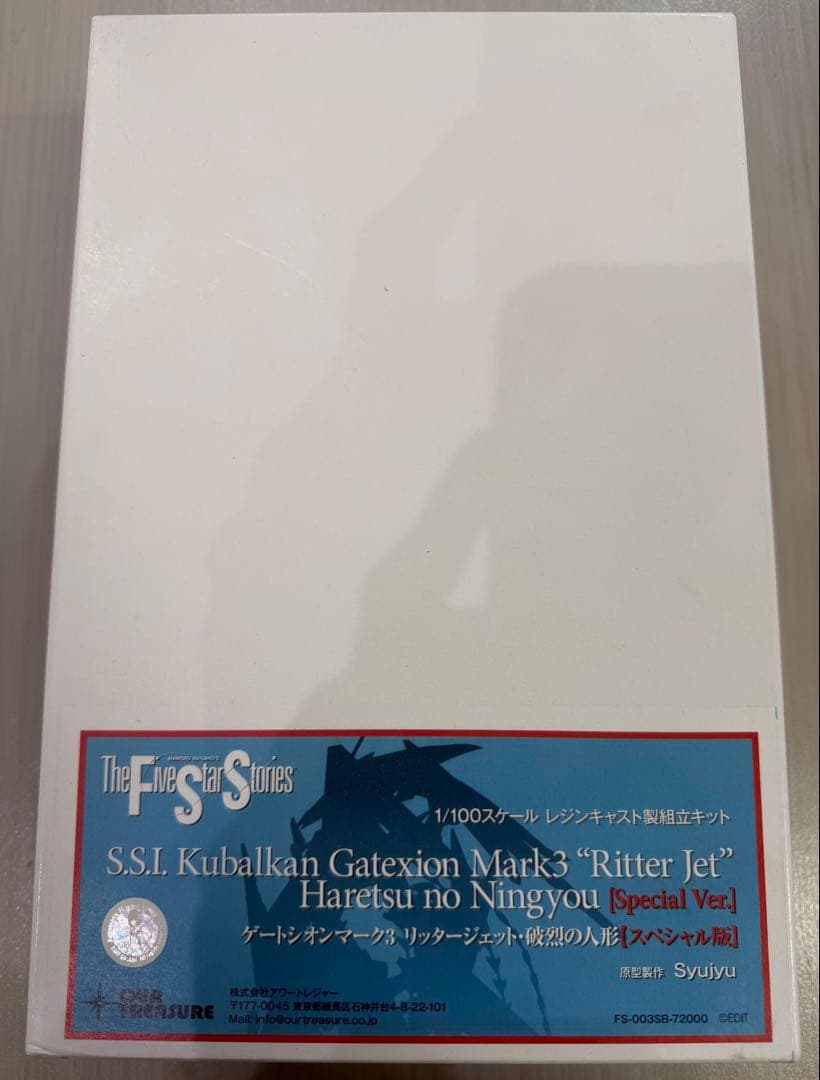 MAMORU NAGANO'S
The Five Star Stories
1/100スケール レジンキャスト製組立キット
S.S.I. Kubalkan Gatexion Mark3 “Ritter Jet”
Haretsu no Ningyou [Special Ver.]
ゲートシオンマーク3 リッタージェット・破烈の人形【スペシャル版】
原型製作 Syujyu
OUR TREASURE
株式会社アワートレジャー
〒177-0045 東京都練馬区石神井台4-8-22-101
Mail: info@ourtreasure.co.jp
FS-003SB-72000 ©EDIT